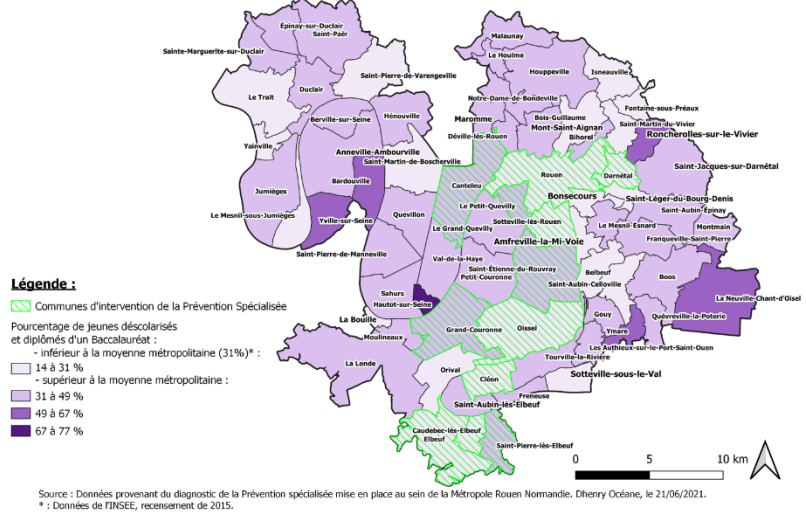 Épinay-sur-Duclair
Saint-Paër
Sainte-Marguerite-sur-Duclair
Malaunay
Le Houlme
Houppeville
Isneauville
Saint-Pierre-de-Varengeville
Le Trait
Duclair
Notre-Dame-de-Bondeville
Fontaine-sous-Préaux
Berville-sur-Seine
Hénouville
Maromme
Bois-Guillaume
Saint-Martin-du-Vivier
Mont-Saint-Aignan
Roncherolles-sur-le-Vivier
Déville-lès-Rouen
Bihorel
Yainville
Anneville-Ambourville
Saint-Martin-de-Boscherville
Saint-Jacques-sur-Darnétal
Rouen
Darnétal
Bardouville
Canteleu
Jumièges
Bonsecours
Saint-Léger-du-Bourg-Denis
Le Petit-Quevilly
Saint-Aubin-Épinay
Le Mesnil-sous-Jumièges
Yville-sur-Seine
Quevillon
Sotteville-lès-Rouen
Le Mesnil-Esnard
Montmain
Le Grand-Quevilly
Amfreville-la-Mi-Voie
Franqueville-Saint-Pierre
Saint-Pierre-de-Manneville
Val-de-la-Haye
Saint-Étienne-du-Rouvray
Petit-Couronne
Belbeuf
Boos
Saint-Aubin-Celloville
Sahurs
Hautot-sur-Seine
La Neuville-Chant-d'Oisel
La Bouille
Gouy
Quévreville-la-Poterie
Grand-Couronne
Oissel
Ymare
Moulineaux
Les Authieux-sur-le-Port-Saint-Ouen
La Londe
Tourville-la-Rivière
Orival
Cléon
Sotteville-sous-le-Val
Freneuse
Saint-Aubin-lès-Elbeuf
Caudebec-lès-Elbeuf
Elbeuf
Saint-Pierre-lès-Elbeuf
Légende :
Communes d'intervention de la Prévention Spécialisée
Pourcentage de jeunes déscolarisés
et diplômés d'un Baccalauréat :
- inférieur à la moyenne métropolitaine (31%)* :
14 à 31 %
- supérieur à la moyenne métropolitaine :
31 à 49 %
49 à 67 %
67 à 77 %
0 5 10 km
Source : Données provenant du diagnostic de la Prévention spécialisée mise en place au sein de la Métropole Rouen Normandie. Dhenry Océane, le 21/06/2021.
* : Données de l'INSEE, recensement de 2015.